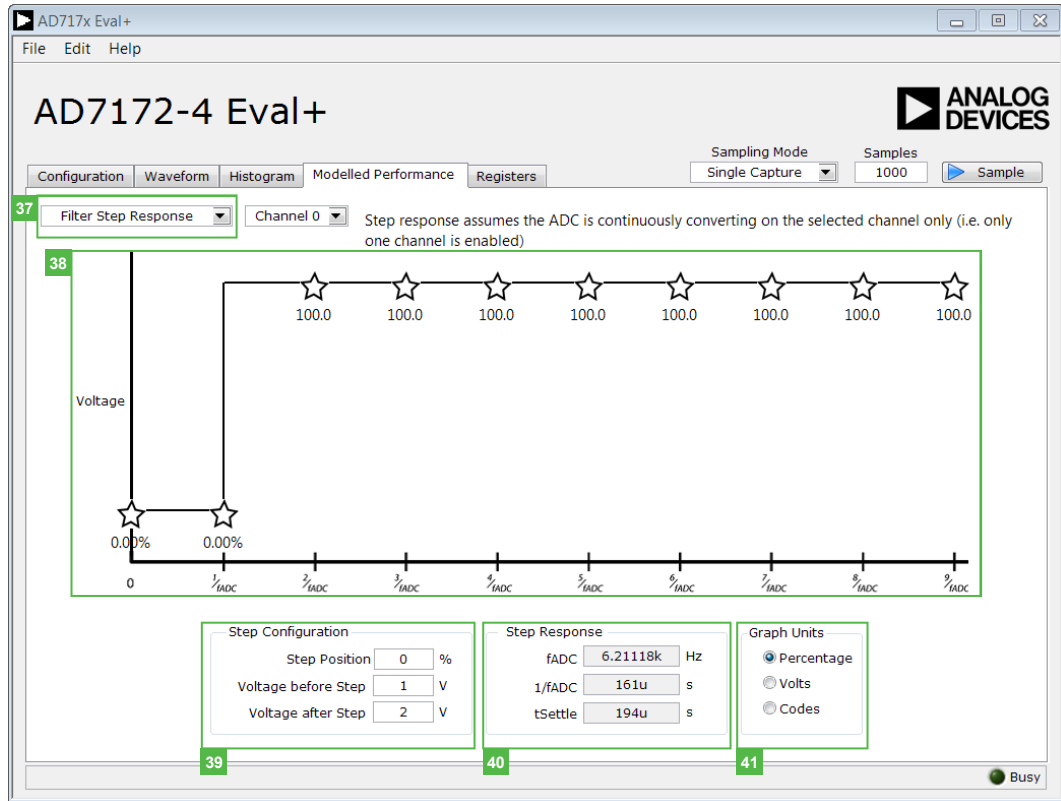 AD717x Eval+
File Edit Help
AD7172-4 Eval+
ANALOG
DEVICES
Sampling Mode
Samples
Single Capture
1000
Sample
Configuration
Waveform
Histogram
Modelled Performance
Registers
37
Filter Step Response
Channel 0
Step response assumes the ADC is continuously converting on the selected channel only (i.e. only
one channel is enabled)
38
100.0 100.0 100.0 100.0 100.0 100.0 100.0 100.0
Voltage
0.00% 0.00%
0 1/fADC 2/fADC 3/fADC 4/fADC 5/fADC 6/fADC 7/fADC 8/fADC 9/fADC
Step Configuration
Step Position 0 %
Voltage before Step 1 V
Voltage after Step 2 V
39
Step Response
fADC 6.21118k Hz
1/fADC 161u s
tSettle 194u s
40
Graph Units
Percentage
Volts
Codes
41
Busy